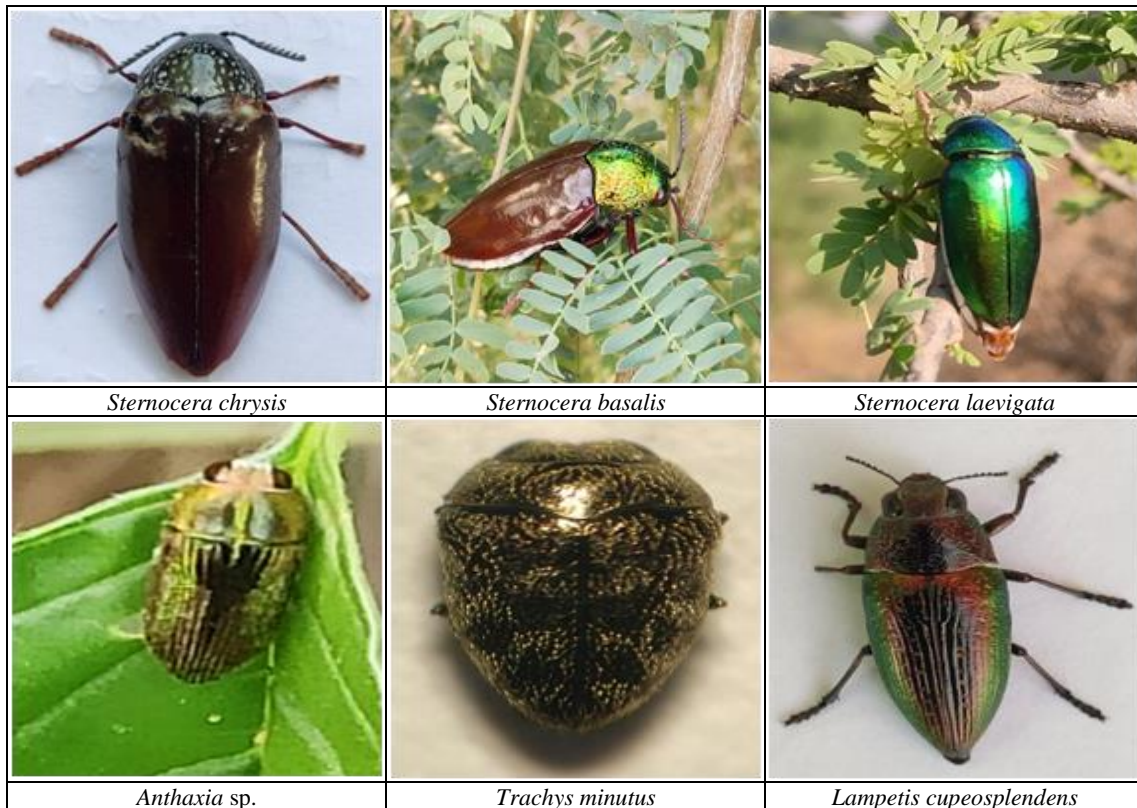 Sternocera chrysis
Sternocera basalis
Sternocera laevigata
Anthaxia sp.
Trachys minutus
Lampetis cupeosplendens